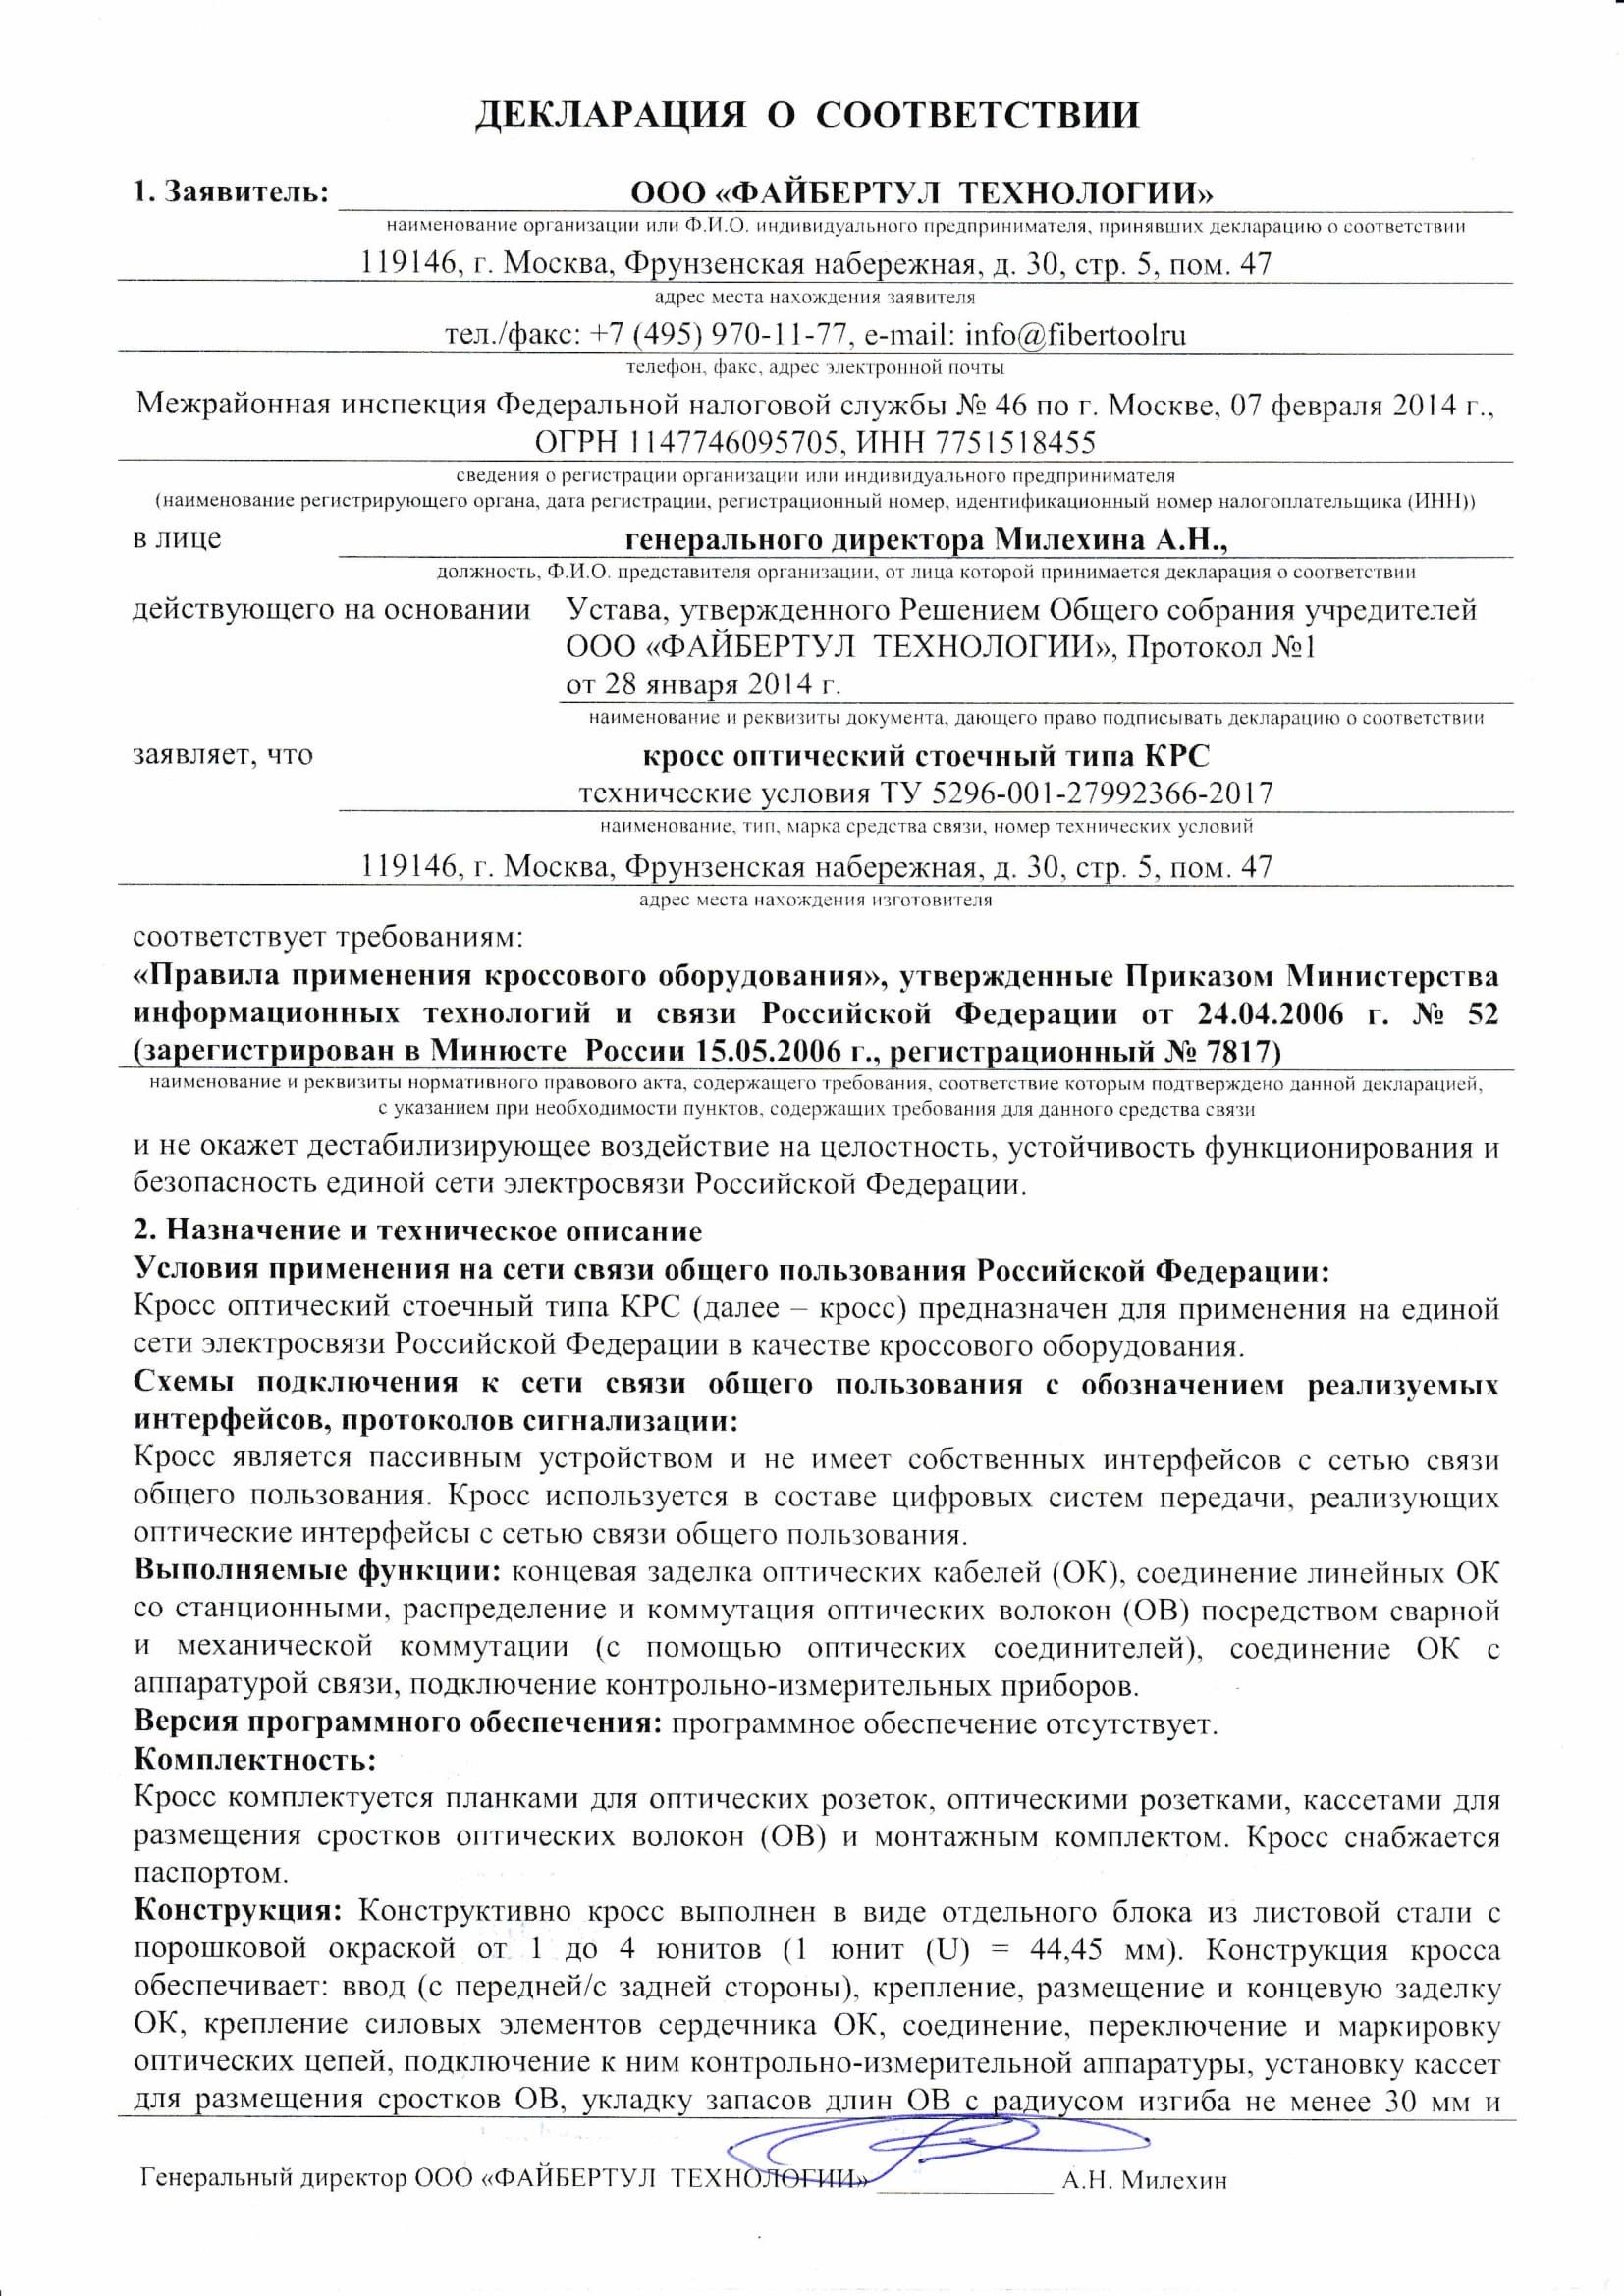 ДЕКЛАРАЦИЯ О СООТВЕТСТВИИ
1. Заявитель: ООО «ФАЙБЕРТУЛ ТЕХНОЛОГИИ»
наименование организации или Ф.И.О. индивидуального предпринимателя, принявших декларацию о соответствии
119146, г. Москва, Фрунзенская набережная, д. 30, стр. 5, пом. 47
адрес места нахождения заявителя
тел./факс: +7 (495) 970-11-77, e-mail: info@fibertoolru
телефон, факс, адрес электронной почты
Межрайонная инспекция Федеральной налоговой службы № 46 по г. Москве, 07 февраля 2014 г.,
ОГРН 1147746095705, ИНН 7751518455
сведения о регистрации организации или индивидуального предпринимателя
(наименование регистрирующего органа, дата регистрации, регистрационный номер, идентификационный номер налогоплательщика (ИНН))
в лице генерального директора Милехина А.Н.,
должность, Ф.И.О. представителя организации, от лица которой принимается декларация о соответствии
действующего на основании Устава, утвержденного Решением Общего собрания учредителей
ООО «ФАЙБЕРТУЛ ТЕХНОЛОГИИ», Протокол №1
от 28 января 2014 г.
наименование и реквизиты документа, дающего право подписывать декларацию о соответствии
заявляет, что кросс оптический стоечный типа КРС
технические условия ТУ 5296-001-27992366-2017
наименование, тип, марка средства связи, номер технических условий
119146, г. Москва, Фрунзенская набережная, д. 30, стр. 5, пом. 47
адрес места нахождения изготовителя
соответствует требованиям:
«Правила применения кроссового оборудования», утвержденные Приказом Министерства
информационных технологий и связи Российской Федерации от 24.04.2006 г. № 52
(зарегистрирован в Минюсте России 15.05.2006 г., регистрационный № 7817)
наименование и реквизиты нормативного правового акта, содержащего требования, соответствие которым подтверждено данной декларацией,
с указанием при необходимости пунктов, содержащих требования для данного средства связи
и не окажет дестабилизирующее воздействие на целостность, устойчивость функционирования и
безопасность единой сети электросвязи Российской Федерации.
2. Назначение и техническое описание
Условия применения на сети связи общего пользования Российской Федерации:
Кросс оптический стоечный типа КРС (далее – кросс) предназначен для применения на единой
сети электросвязи Российской Федерации в качестве кроссового оборудования.
Схемы подключения к сети связи общего пользования с обозначением реализуемых
интерфейсов, протоколов сигнализации:
Кросс является пассивным устройством и не имеет собственных интерфейсов с сетью связи
общего пользования. Кросс используется в составе цифровых систем передачи, реализующих
оптические интерфейсы с сетью связи общего пользования.
Выполняемые функции: концевая заделка оптических кабелей (ОК), соединение линейных ОК
со станционными, распределение и коммутация оптических волокон (ОВ) посредством сварной
и механической коммутации (с помощью оптических соединителей), соединение ОК с
аппаратурой связи, подключение контрольно-измерительных приборов.
Версия программного обеспечения: программное обеспечение отсутствует.
Комплектность:
Кросс комплектуется планками для оптических розеток, оптическими розетками, кассетами для
размещения сростков оптических волокон (ОВ) и монтажным комплектом. Кросс снабжается
паспортом.
Конструкция: Конструктивно кросс выполнен в виде отдельного блока из листовой стали с
порошковой окраской от 1 до 4 юнитов (1 юнит (U) = 44,45 мм). Конструкция кросса
обеспечивает: ввод (с передней/с задней стороны), крепление, размещение и концевую заделку
ОК, крепление силовых элементов сердечника ОК, соединение, переключение и маркировку
оптических цепей, подключение к ним контрольно-измерительной аппаратуры, установку кассет
для размещения сростков ОВ, укладку запасов длин ОВ с радиусом изгиба не менее 30 мм и
Генеральный директор ООО «ФАЙБЕРТУЛ ТЕХНОЛОГИИ» ______________ А.Н. Милехин